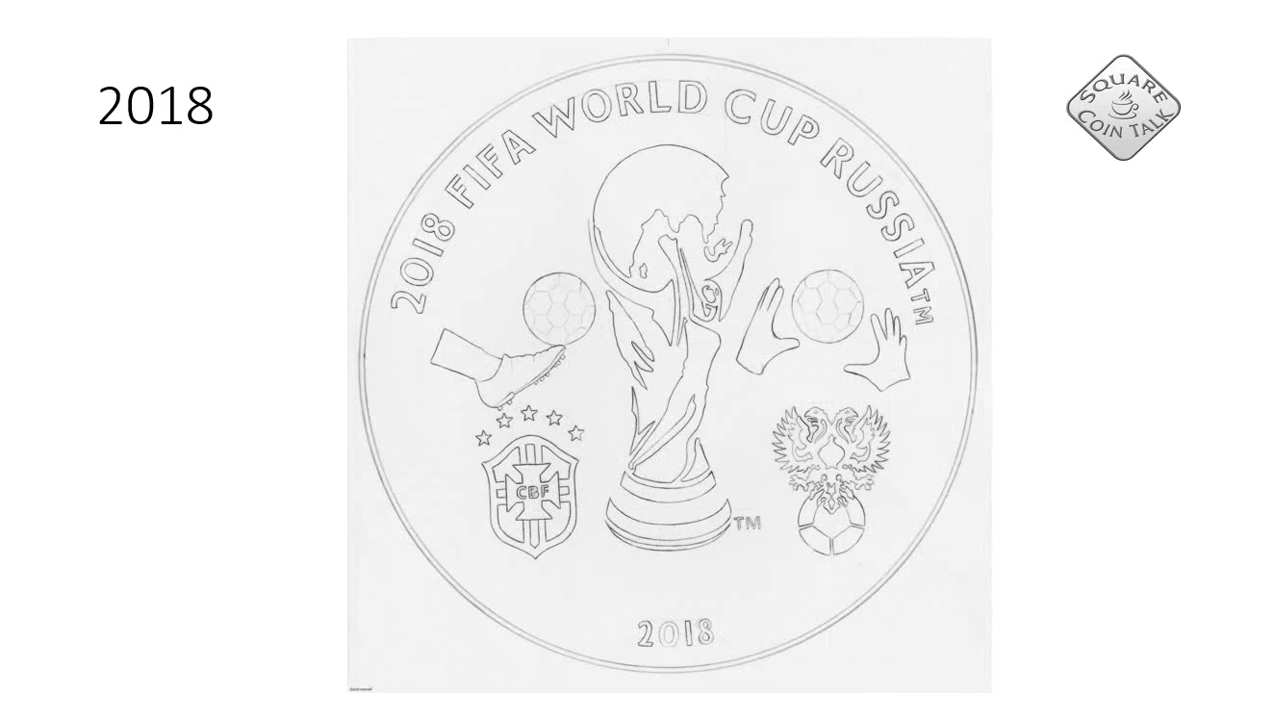 2018
2018 FIFA WORLD CUP RUSSIA™
SQUARE
COIN TALK
CBF
TM
2018